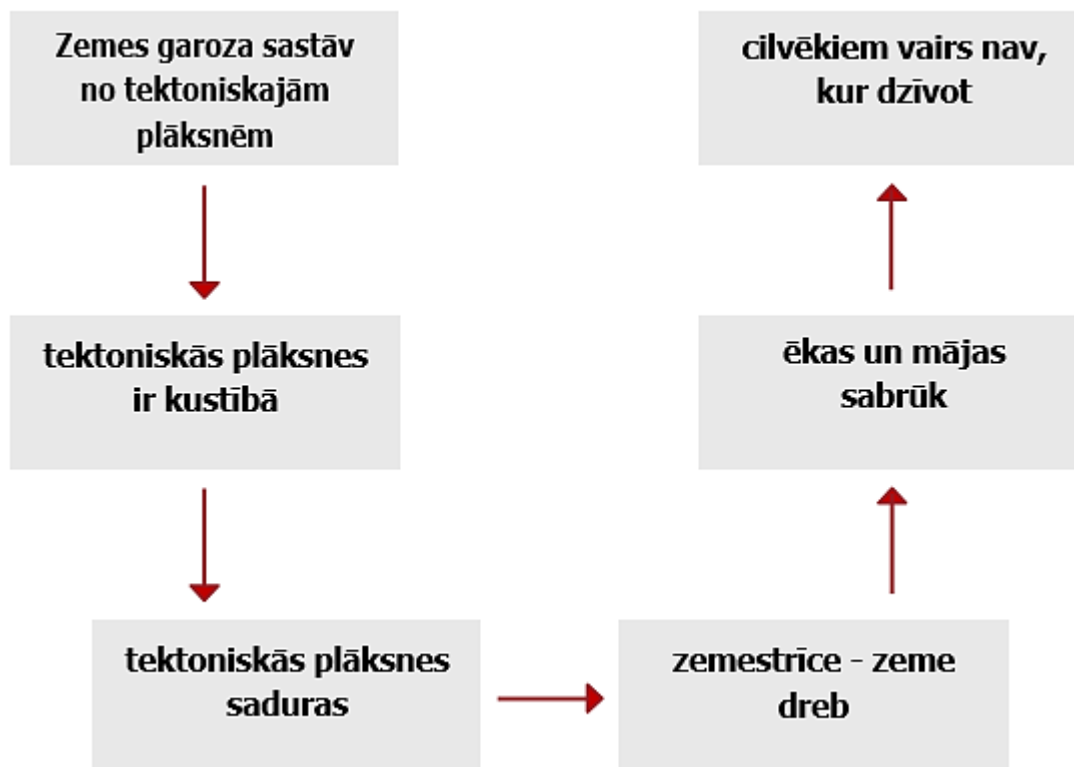 Zemes garoza sastāv
no tektoniskajām
plāksnēm
tektoniskās plāksnes
ir kustībā
tektoniskās plāksnes
saduras
zemestrīce - zeme
dreb
ēkas un mājas
sabrūk
cilvēkiem vairs nav,
kur dzīvot